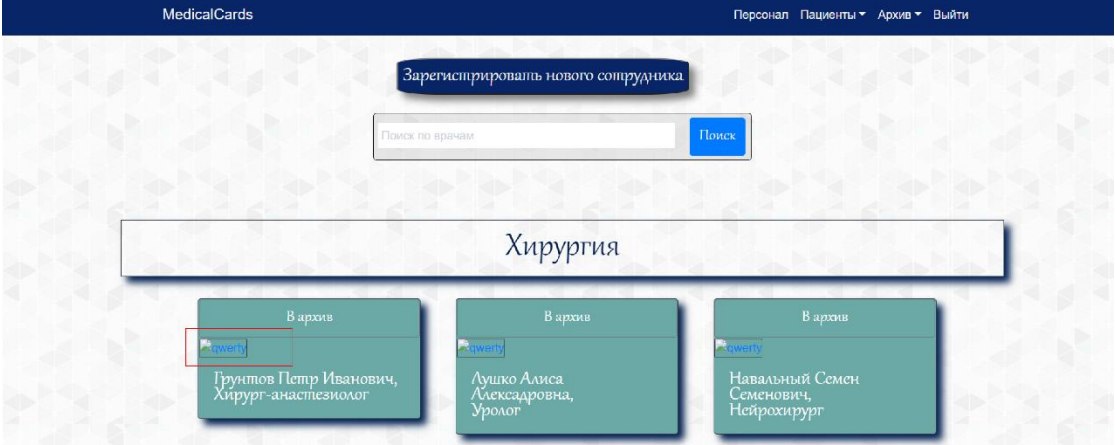 MedicalCards Персонал Пациенты Архив Выйти
Зарегистрировать нового сотрудника
Поиск по врачам Поиск
Хирургия
В архив
qwerty
Грунтов Петр Иванович,
Хирург-анастезиолог
В архив
qwerty
Лушко Алиса
Алексадровна,
Уролог
В архив
qwerty
Навальный Семен
Семенович,
Нейрохирург